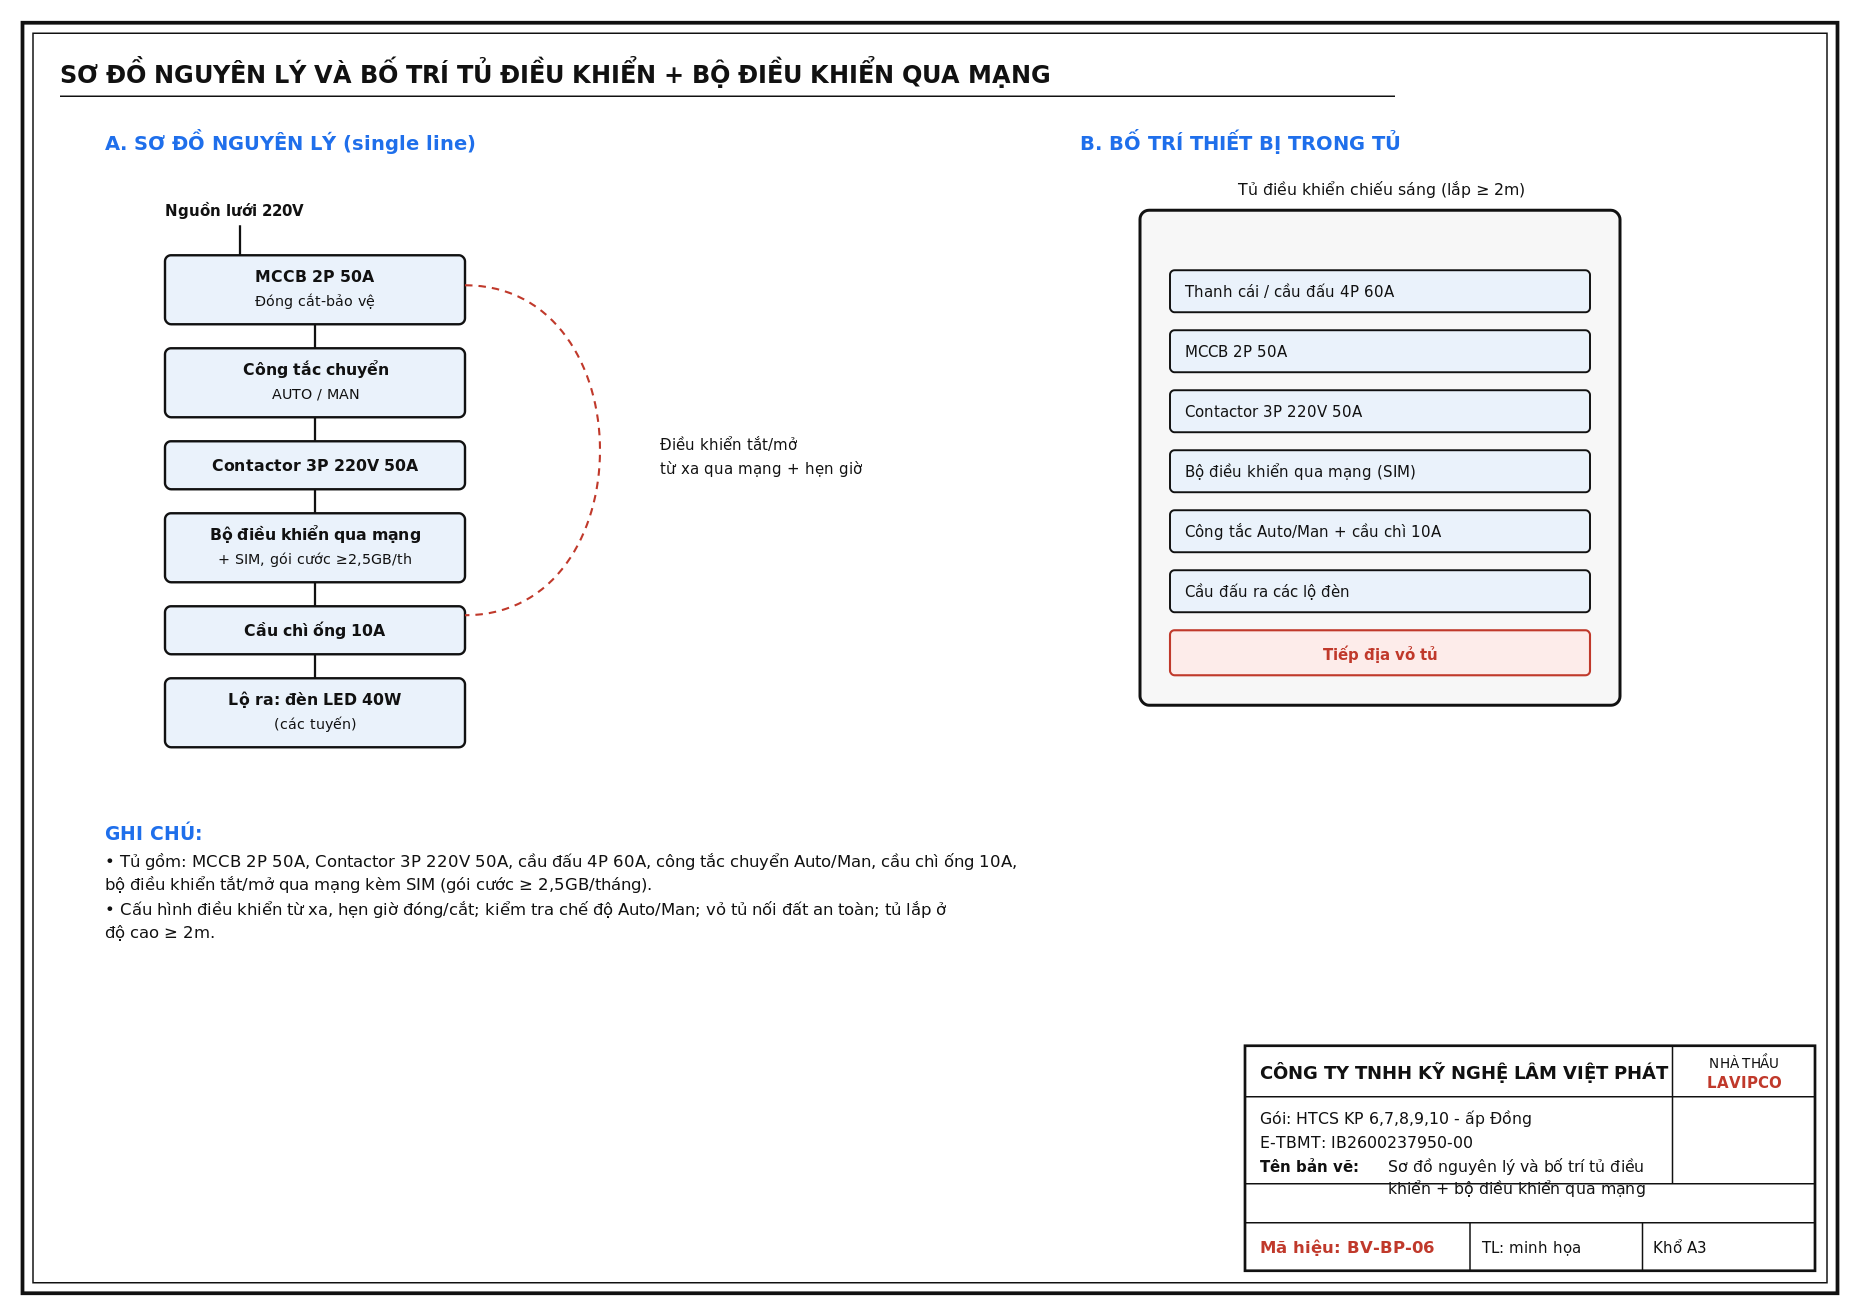 SƠ ĐỒ NGUYÊN LÝ VÀ BỐ TRÍ TỦ ĐIỀU KHIỂN + BỘ ĐIỀU KHIỂN QUA MẠNG
A. SƠ ĐỒ NGUYÊN LÝ (single line)
Nguồn lưới 220V
MCCB 2P 50A
Đóng cắt-bảo vệ
Công tắc chuyển
AUTO / MAN
Contactor 3P 220V 50A
Bộ điều khiển qua mạng
+ SIM, gói cước ≥2,5GB/th
Cầu chì ống 10A
Lộ ra: đèn LED 40W
(các tuyến)
Điều khiển tắt/mở
từ xa qua mạng + hẹn giờ
B. BỐ TRÍ THIẾT BỊ TRONG TỦ
Tủ điều khiển chiếu sáng (lắp ≥ 2m)
Thanh cái / cầu đấu 4P 60A
MCCB 2P 50A
Contactor 3P 220V 50A
Bộ điều khiển qua mạng (SIM)
Công tắc Auto/Man + cầu chì 10A
Cầu đấu ra các lộ đèn
Tiếp địa vỏ tủ
GHI CHÚ:
• Tủ gồm: MCCB 2P 50A, Contactor 3P 220V 50A, cầu đấu 4P 60A, công tắc chuyển Auto/Man, cầu chì ống 10A,
bộ điều khiển tắt/mở qua mạng kèm SIM (gói cước ≥ 2,5GB/tháng).
• Cấu hình điều khiển từ xa, hẹn giờ đóng/cắt; kiểm tra chế độ Auto/Man; vỏ tủ nối đất an toàn; tủ lắp ở
độ cao ≥ 2m.
CÔNG TY TNHH KỸ NGHỆ LÂM VIỆT PHÁT
NHÀ THẦU
LAVIPCO
Gói: HTCS KP 6,7,8,9,10 - ấp Đồng
E-TBMT: IB2600237950-00
Tên bản vẽ: Sơ đồ nguyên lý và bố trí tủ điều
khiển + bộ điều khiển qua mạng
Mã hiệu: BV-BP-06
TL: minh họa
Khổ A3